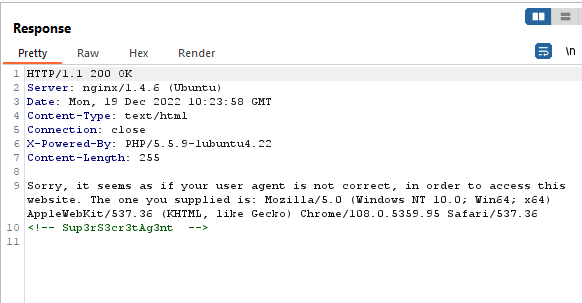 Response
Pretty Raw Hex Render \n
1 HTTP/1.1 200 OK
2 Server: nginx/1.4.6 (Ubuntu)
3 Date: Mon, 19 Dec 2022 10:23:58 GMT
4 Content-Type: text/html
5 Connection: close
6 X-Powered-By: PHP/5.5.9-1ubuntu4.22
7 Content-Length: 255
8
9 Sorry, it seems as if your user agent is not correct, in order to access this
website. The one you supplied is: Mozilla/5.0 (Windows NT 10.0; Win64; x64)
AppleWebKit/537.36 (KHTML, like Gecko) Chrome/108.0.5359.95 Safari/537.36
10 <!-- Sup3rS3cr3tAg3nt  -->
11